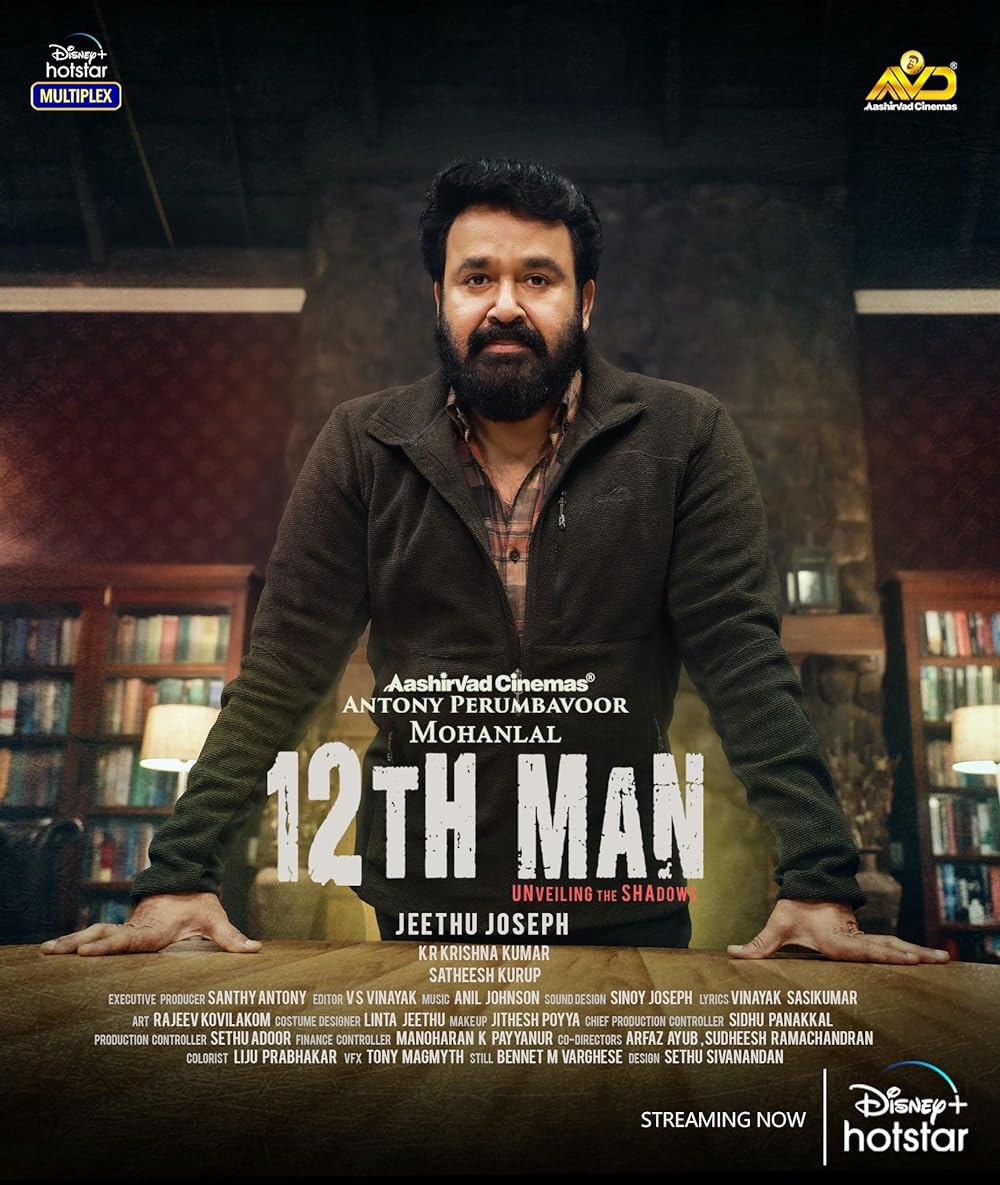 Disney+
hotstar
MULTIPLEX
AVD®
AashirVad Cinemas
AashirVad Cinemas®
ANTONY PERUMBAVOOR
MOHANLAL
12TH MAN
UNVEILING THE SHADOWS
JEETHU JOSEPH
K R KRISHNA KUMAR
SATHEESH KURUP
EXECUTIVE PRODUCER SANTHY ANTONY EDITOR V S VINAYAK MUSIC ANIL JOHNSON SOUND DESIGN SINOY JOSEPH LYRICS VINAYAK SASIKUMAR
ART RAJEEV KOVILAKOM COSTUME DESIGNER LINTA JEETHU MAKEUP JITHESH POYYA CHIEF PRODUCTION CONTROLLER SIDHU PANAKKAL
PRODUCTION CONTROLLER SETHU ADOOR FINANCE CONTROLLER MANOHARAN K PAYYANUR CO-DIRECTORS ARFAZ AYUB ,SUDHEESH RAMACHANDRAN
COLORIST LIJU PRABHAKAR VFX TONY MAGMYTH STILL BENNET M VARGHESE DESIGN SETHU SIVANANDAN
STREAMING NOW
Disney+
hotstar